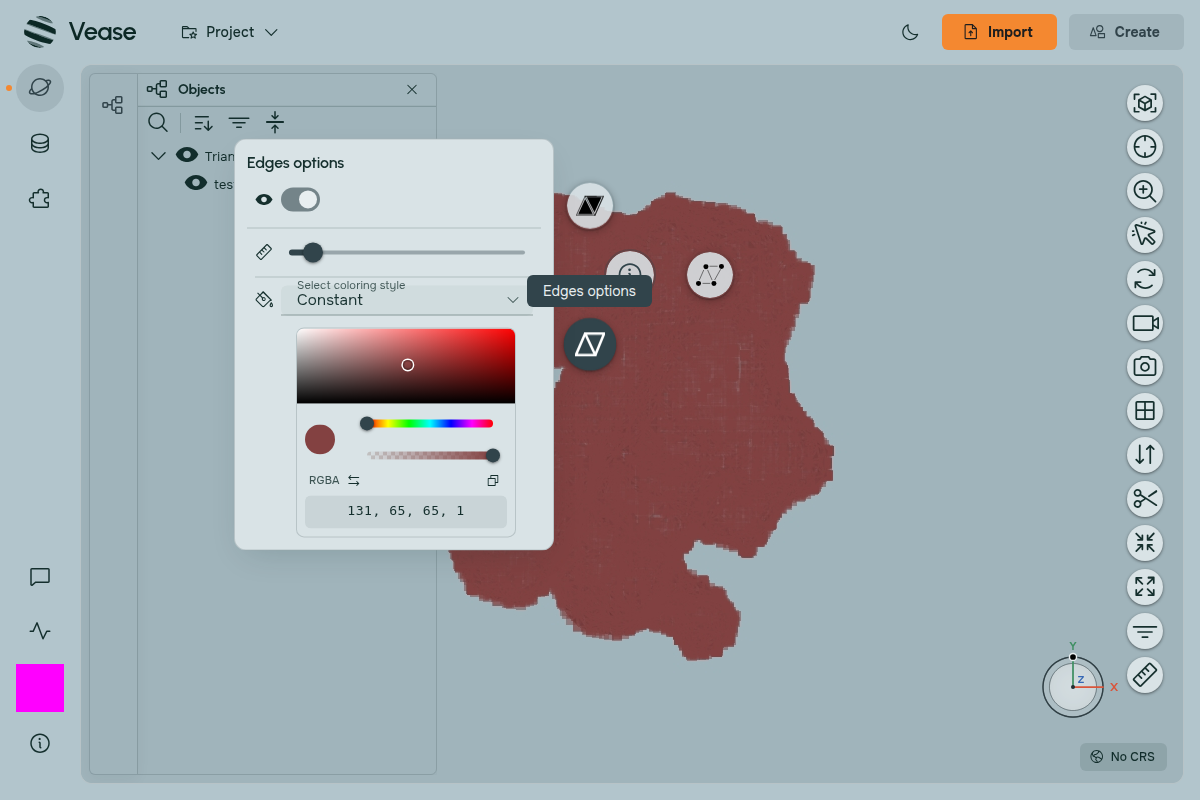 Vease
Project
Import
Create
Objects
Trian
tes
Edges options
Select coloring style
Constant
Edges options
RGBA
131, 65, 65, 1
Y
Z
X
No CRS